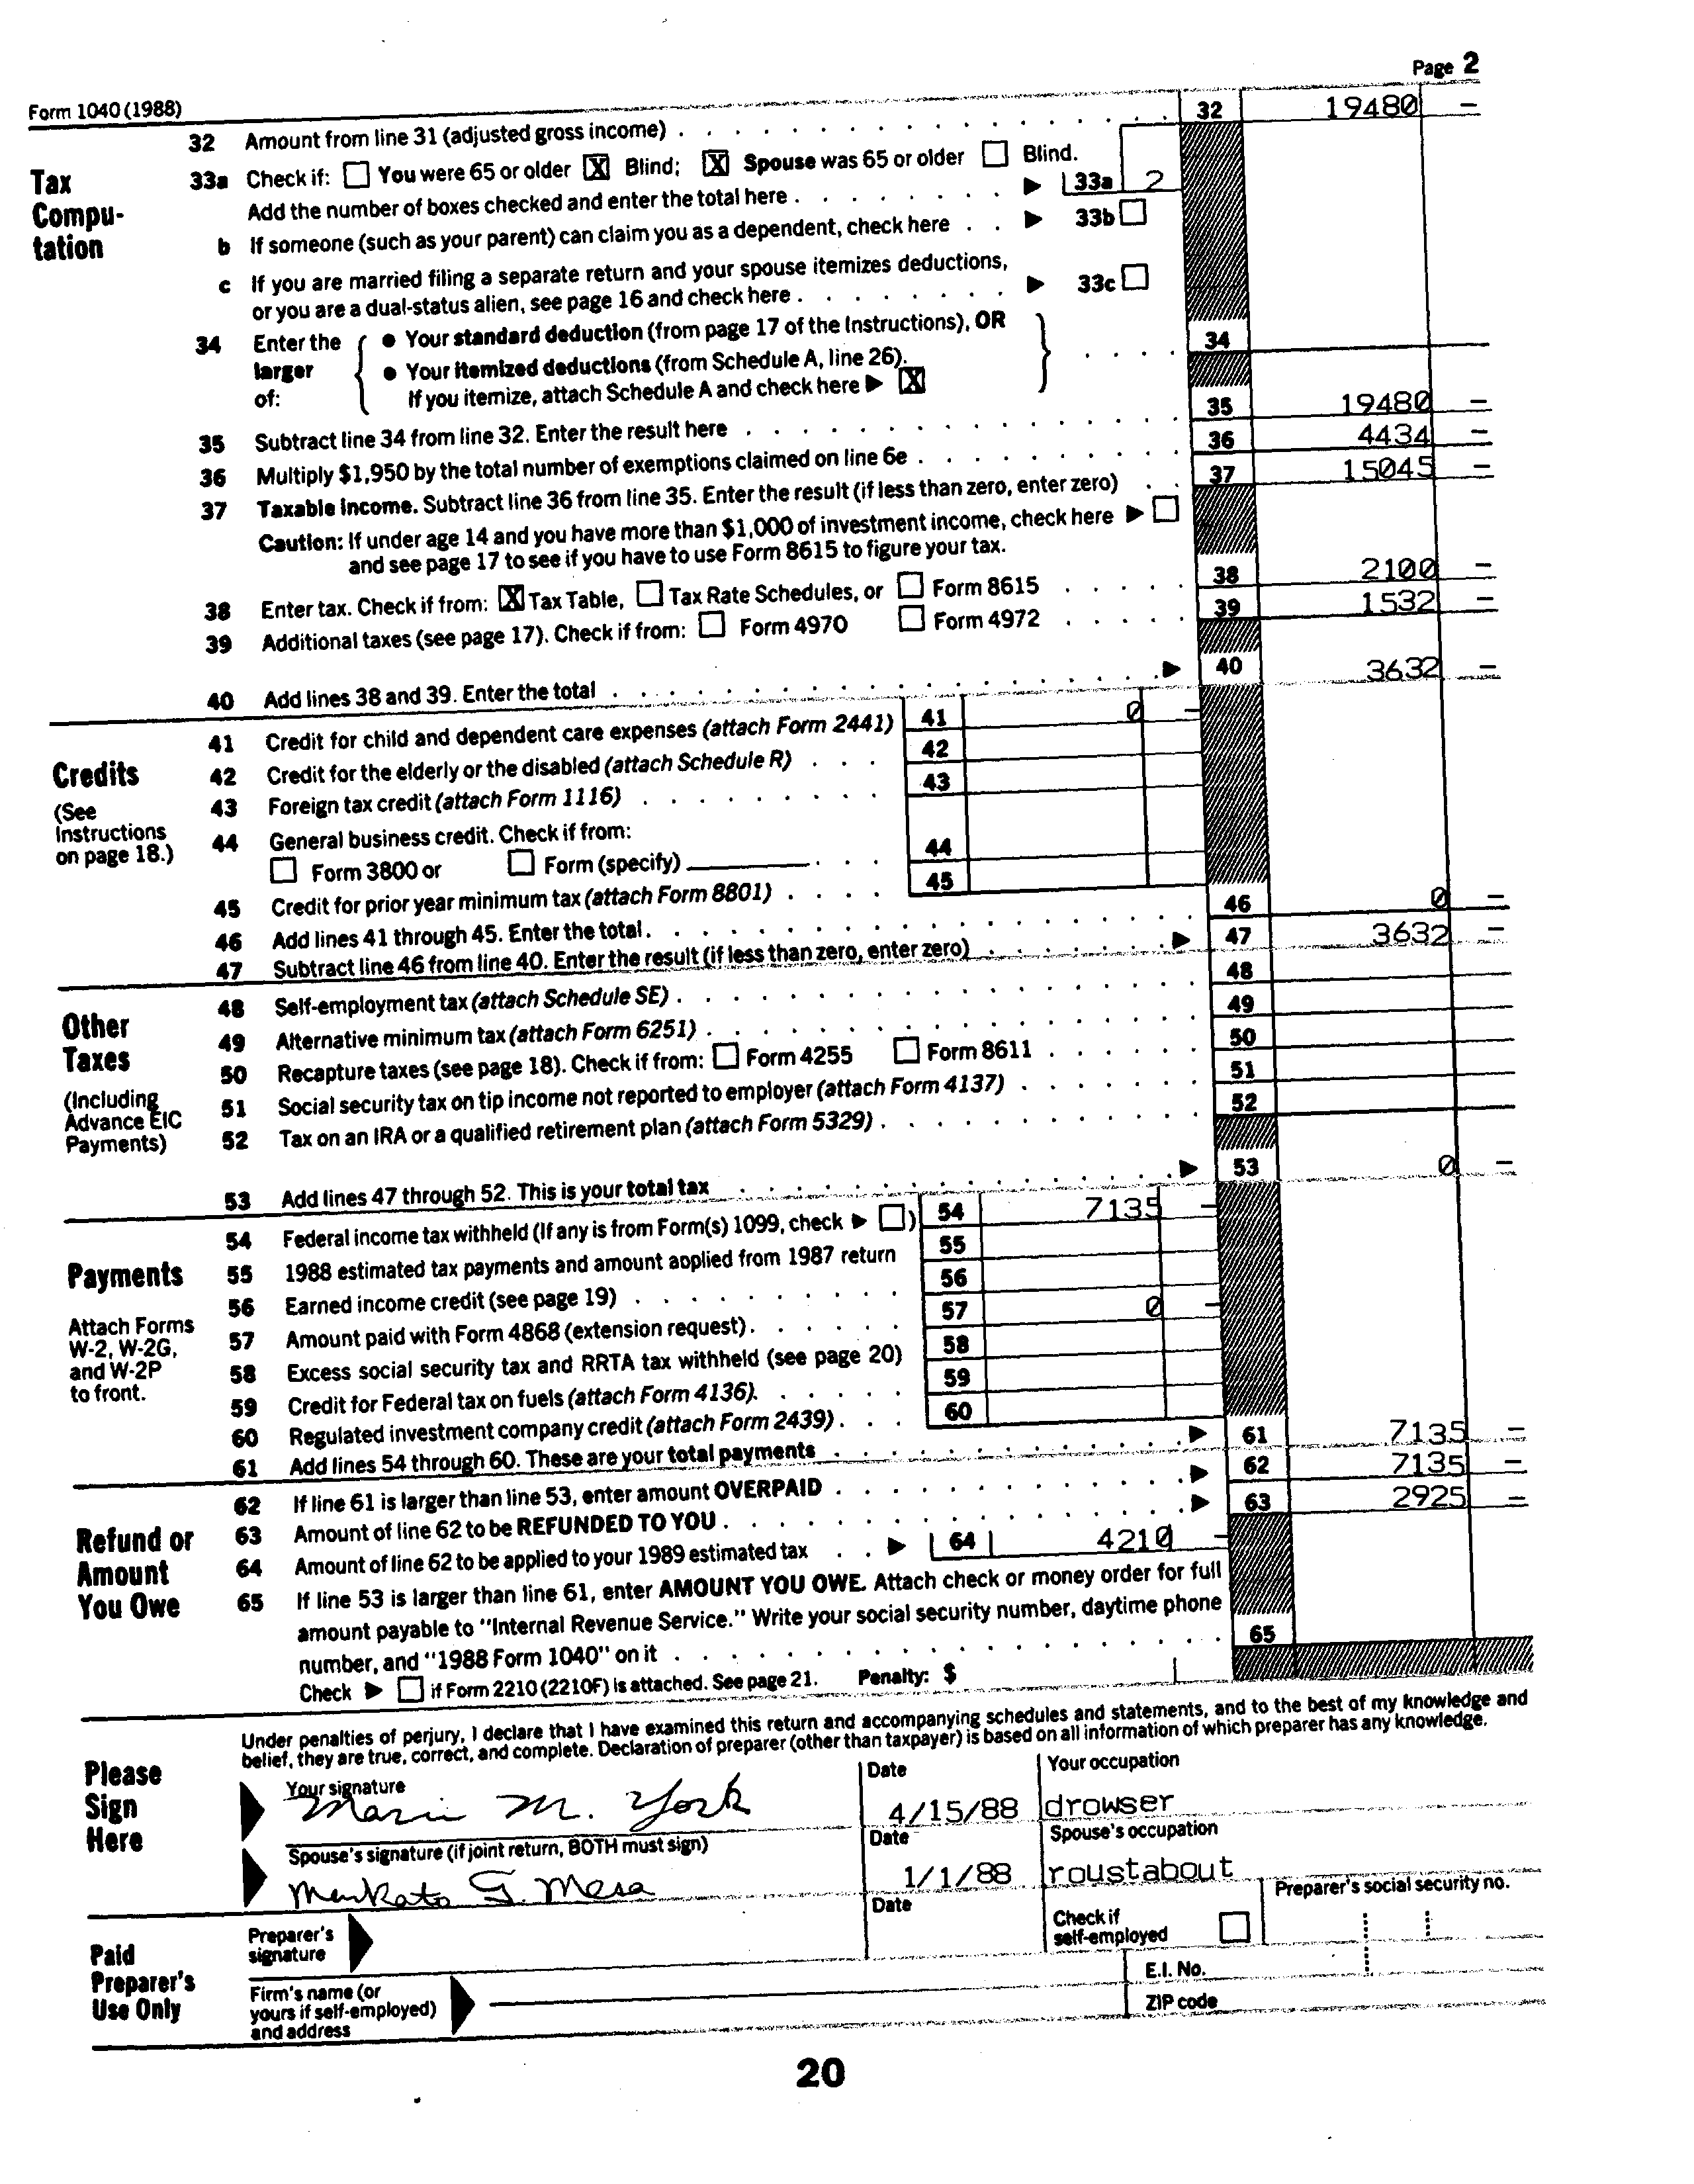 Page 2
Form 1040 (1988)
32 Amount from line 31 (adjusted gross income) . . . . 32 19480 –
Tax Compu-tation
33a Check if: ☐ You were 65 or older ☒ Blind; ☒ Spouse was 65 or older ☐ Blind.
Add the number of boxes checked and enter the total here . . . . ▶ 33a 2
b If someone (such as your parent) can claim you as a dependent, check here . . ▶ 33b ☐
c If you are married filing a separate return and your spouse itemizes deductions,
or you are a dual-status alien, see page 16 and check here . . . . ▶ 33c ☐
34 Enter the larger of:
● Your standard deduction (from page 17 of the Instructions), OR
● Your itemized deductions (from Schedule A, line 26).
If you itemize, attach Schedule A and check here ▶ ☒
. . . . 34
35 Subtract line 34 from line 32. Enter the result here . . . . 35 19480 –
36 Multiply $1,950 by the total number of exemptions claimed on line 6e . . . . 36 4434 –
37 Taxable income. Subtract line 36 from line 35. Enter the result (if less than zero, enter zero) . . 37 15045 –
Caution: If under age 14 and you have more than $1,000 of investment income, check here ▶ ☐
and see page 17 to see if you have to use Form 8615 to figure your tax.
38 Enter tax. Check if from: ☒ Tax Table, ☐ Tax Rate Schedules, or ☐ Form 8615 . . . . 38 2100 –
39 Additional taxes (see page 17). Check if from: ☐ Form 4970 ☐ Form 4972 . . . . 39 1532 –
40 Add lines 38 and 39. Enter the total . . . . ▶ 40 3632 –
Credits
(See Instructions on page 18.)
41 Credit for child and dependent care expenses (attach Form 2441) 41 0 –
42 Credit for the elderly or the disabled (attach Schedule R) . . . 42
43 Foreign tax credit (attach Form 1116) . . . . 43
44 General business credit. Check if from:
☐ Form 3800 or ☐ Form (specify) ________ . . . 44
45 Credit for prior year minimum tax (attach Form 8801) . . . . 45
46 Add lines 41 through 45. Enter the total . . . . 46 0 –
47 Subtract line 46 from line 40. Enter the result (if less than zero, enter zero) . . . . ▶ 47 3632 –
Other Taxes
(Including Advance EIC Payments)
48 Self-employment tax (attach Schedule SE) . . . . 48
49 Alternative minimum tax (attach Form 6251) . . . . 49
50 Recapture taxes (see page 18). Check if from: ☐ Form 4255 ☐ Form 8611 . . . . 50
51 Social security tax on tip income not reported to employer (attach Form 4137) . . . . 51
52 Tax on an IRA or a qualified retirement plan (attach Form 5329) . . . . 52
53 Add lines 47 through 52. This is your total tax . . . . ▶ 53 0 –
Payments
Attach Forms W-2, W-2G, and W-2P to front.
54 Federal income tax withheld (If any is from Form(s) 1099, check ▶ ☐) 54 7135 –
55 1988 estimated tax payments and amount applied from 1987 return 55
56 Earned income credit (see page 19) . . . . 56
57 Amount paid with Form 4868 (extension request) . . . . 57 0 –
58 Excess social security tax and RRTA tax withheld (see page 20) 58
59 Credit for Federal tax on fuels (attach Form 4136). . . . . 59
60 Regulated investment company credit (attach Form 2439) . . . 60
61 Add lines 54 through 60. These are your total payments . . . . ▶ 61 7135 –
Refund or Amount You Owe
62 If line 61 is larger than line 53, enter amount OVERPAID . . . . ▶ 62 7135 –
63 Amount of line 62 to be REFUNDED TO YOU . . . . ▶ 63 2925 –
64 Amount of line 62 to be applied to your 1989 estimated tax . . ▶ 64 4210 –
65 If line 53 is larger than line 61, enter AMOUNT YOU OWE. Attach check or money order for full
amount payable to "Internal Revenue Service." Write your social security number, daytime phone
number, and "1988 Form 1040" on it . . . . 65
Check ▶ ☐ if Form 2210 (2210F) is attached. See page 21. Penalty: $
Please Sign Here
Under penalties of perjury, I declare that I have examined this return and accompanying schedules and statements, and to the best of my knowledge and
belief, they are true, correct, and complete. Declaration of preparer (other than taxpayer) is based on all information of which preparer has any knowledge.
Your signature Date Your occupation
Marie M. York 4/15/88 drowser
Spouse's signature (if joint return, BOTH must sign) Date Spouse's occupation
Mankato G. Mesa 1/1/88 roustabout
Paid Preparer's Use Only
Preparer's signature Date Check if self-employed ☐ Preparer's social security no.
Firm's name (or yours if self-employed) and address E.I. No.
ZIP code
20